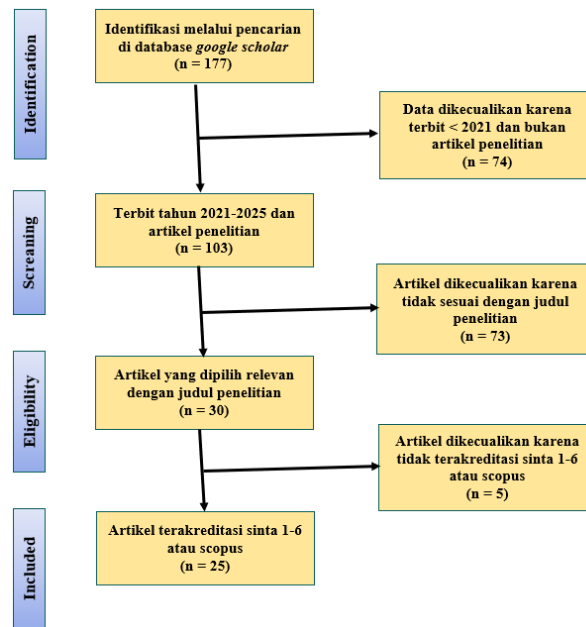 Identification
Identifikasi melalui pencarian
di database google scholar
(n = 177)
Data dikecualikan karena
terbit < 2021 dan bukan
artikel penelitian
(n = 74)
Screaning
Terbit tahun 2021-2025 dan
artikel penelitian
(n = 103)
Artikel dikecualikan karena
tidak sesuai dengan judul
penelitian
(n = 73)
Eligibility
Artikel yang dipilih relevan
dengan judul penelitian
(n = 30)
Artikel dikecualikan karena
tidak terakreditasi sinta 1-6
atau scopus
(n = 5)
Included
Artikel terakreditasi sinta 1-6
atau scopus
(n = 25)